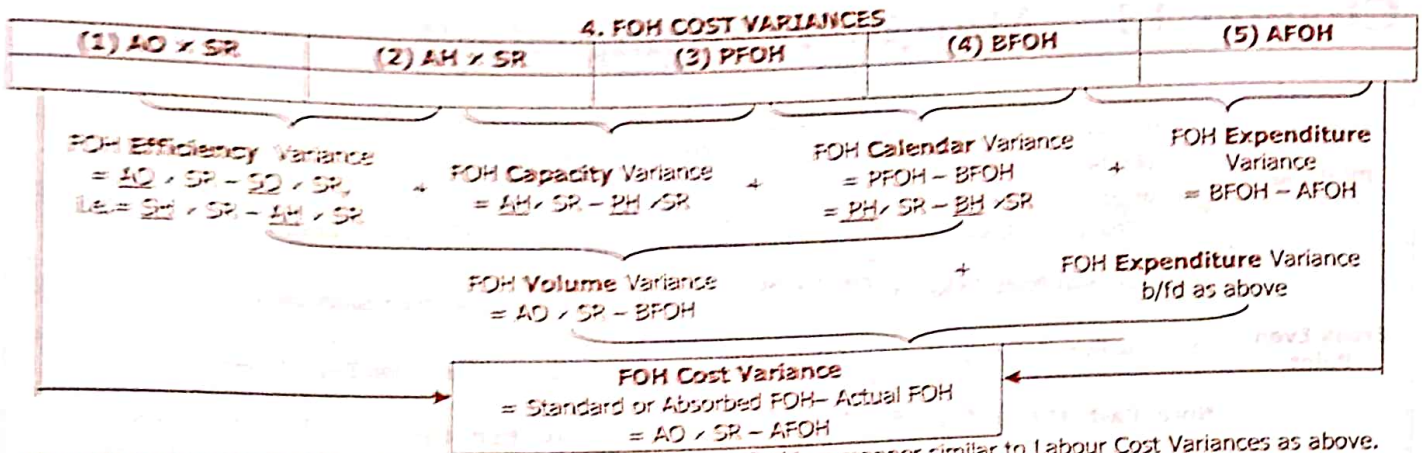 4. FOH COST VARIANCES
(1) AO × SR
(2) AH × SR
(3) PFOH
(4) BFOH
(5) AFOH
FOH Efficiency Variance
= AO × SR – SO × SR,
i.e.= SH × SR – AH × SR
+
FOH Capacity Variance
= AH× SR – PH ×SR
+
FOH Calendar Variance
= PFOH – BFOH
= PH× SR – BH ×SR
+
FOH Expenditure
Variance
= BFOH – AFOH
FOH Volume Variance
= AO × SR – BFOH
+
FOH Expenditure Variance
b/fd as above
FOH Cost Variance
= Standard or Absorbed FOH– Actual FOH
= AO × SR – AFOH
similar to Labour Cost Variances as above.